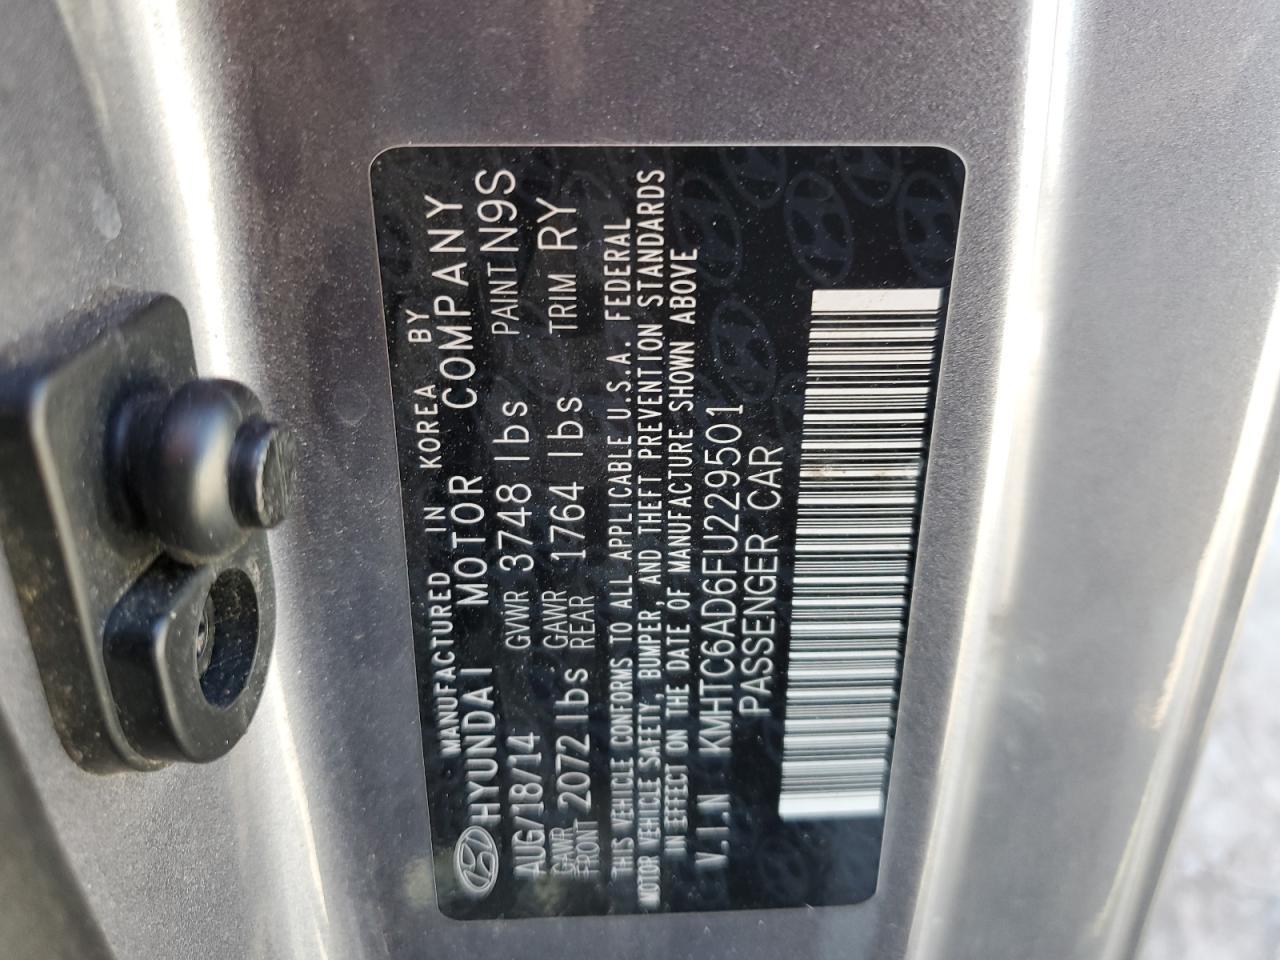 MANUFACTURED IN KOREA BY
HYUNDAI MOTOR COMPANY
AUG/18/14 GVWR 3748 lbs PAINT N9S
GAWR FRONT 2072 lbs GAWR REAR 1764 lbs TRIM RY
THIS VEHICLE CONFORMS TO ALL APPLICABLE U.S.A. FEDERAL
MOTOR VEHICLE SAFETY, BUMPER, AND THEFT PREVENTION STANDARDS
IN EFFECT ON THE DATE OF MANUFACTURE SHOWN ABOVE
V.I.N KMHTC6AD6FU229501
PASSENGER CAR